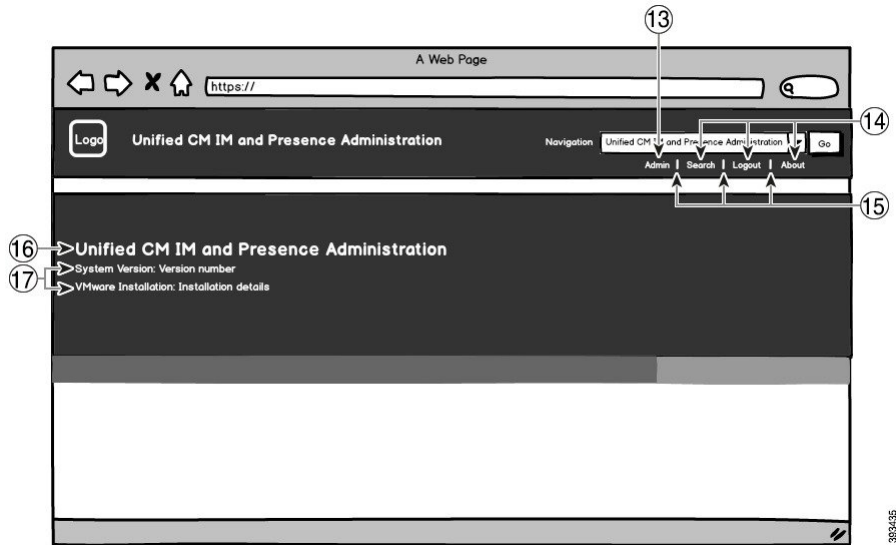 13
A Web Page
https://
14
Logo
Unified CM IM and Presence Administration
Navigation
Unified CM IM and Presence Administration
Go
Admin | Search | Logout | About
15
16
Unified CM IM and Presence Administration
17
System Version: Version number
VMware Installation: Installation details
393435